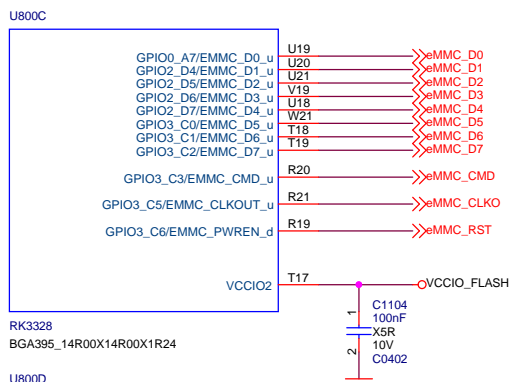 U800C
GPIO0_A7/EMMC_D0_u U19 eMMC_D0
GPIO2_D4/EMMC_D1_u U20 eMMC_D1
GPIO2_D5/EMMC_D2_u U21 eMMC_D2
GPIO2_D6/EMMC_D3_u V19 eMMC_D3
GPIO2_D7/EMMC_D4_u U18 eMMC_D4
GPIO3_C0/EMMC_D5_u W21 eMMC_D5
GPIO3_C1/EMMC_D6_u T18 eMMC_D6
GPIO3_C2/EMMC_D7_u T19 eMMC_D7
GPIO3_C3/EMMC_CMD_u R20 eMMC_CMD
GPIO3_C5/EMMC_CLKOUT_u R21 eMMC_CLKO
GPIO3_C6/EMMC_PWREN_d R19 eMMC_RST
VCCIO2 T17 VCCIO_FLASH
C1104
1 100nF
X5R
2 10V
C0402
RK3328
BGA395_14R00X14R00X1R24
U800D